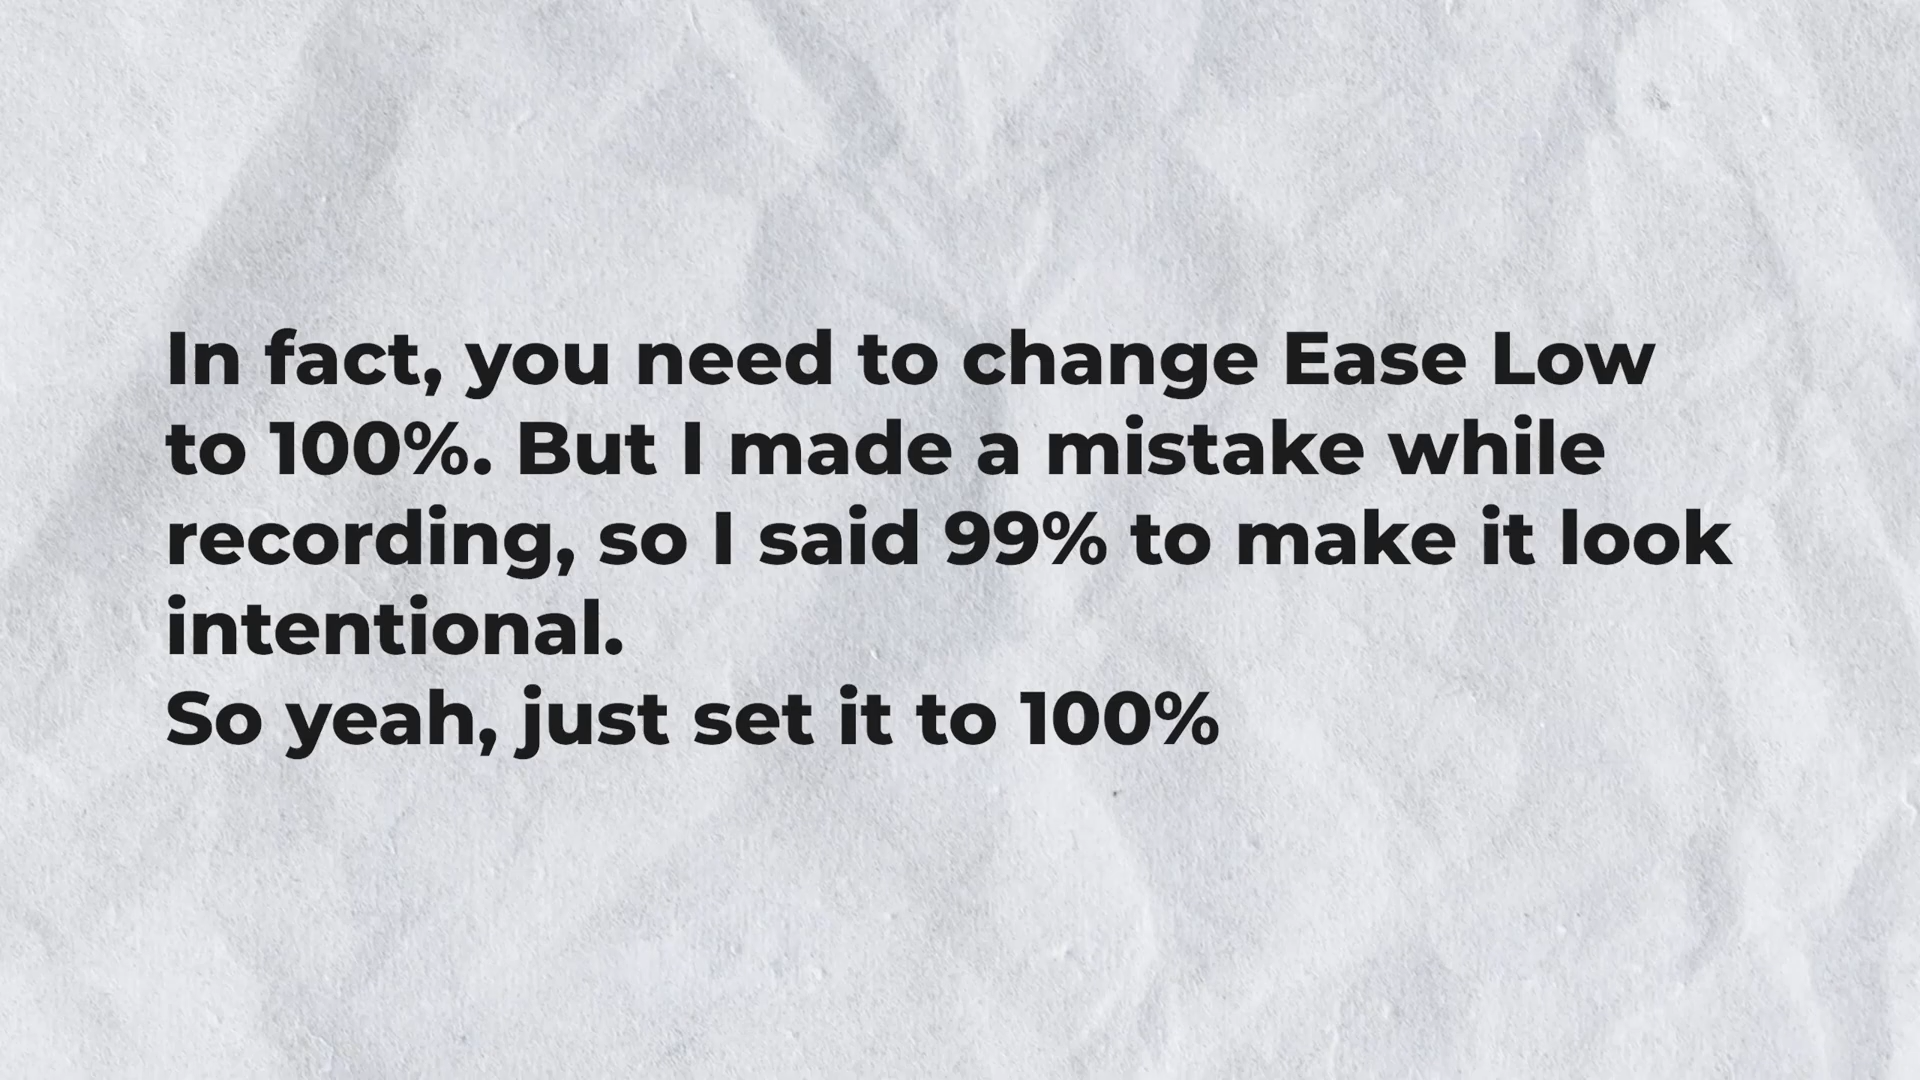 In fact, you need to change Ease Low
to 100%. But I made a mistake while
recording, so I said 99% to make it look
intentional.
So yeah, just set it to 100%